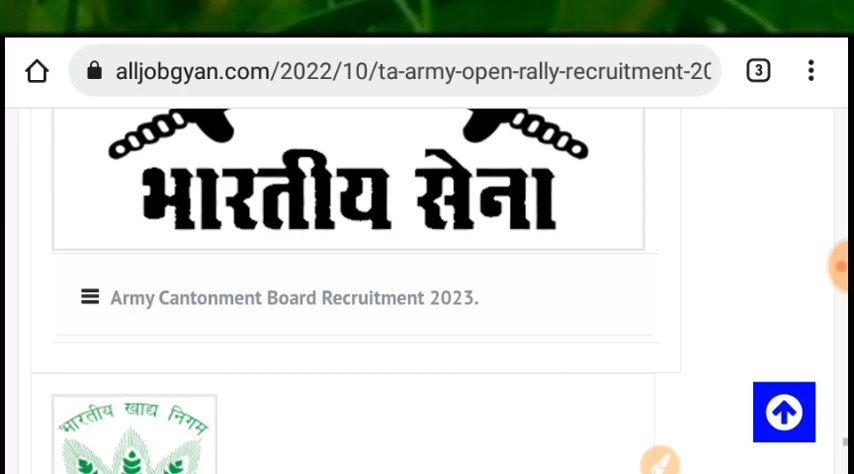 alljobgyan.com/2022/10/ta-army-open-rally-recruitment-20
3
भारतीय सेना
Army Cantonment Board Recruitment 2023.
भारतीय खाद्य निगम